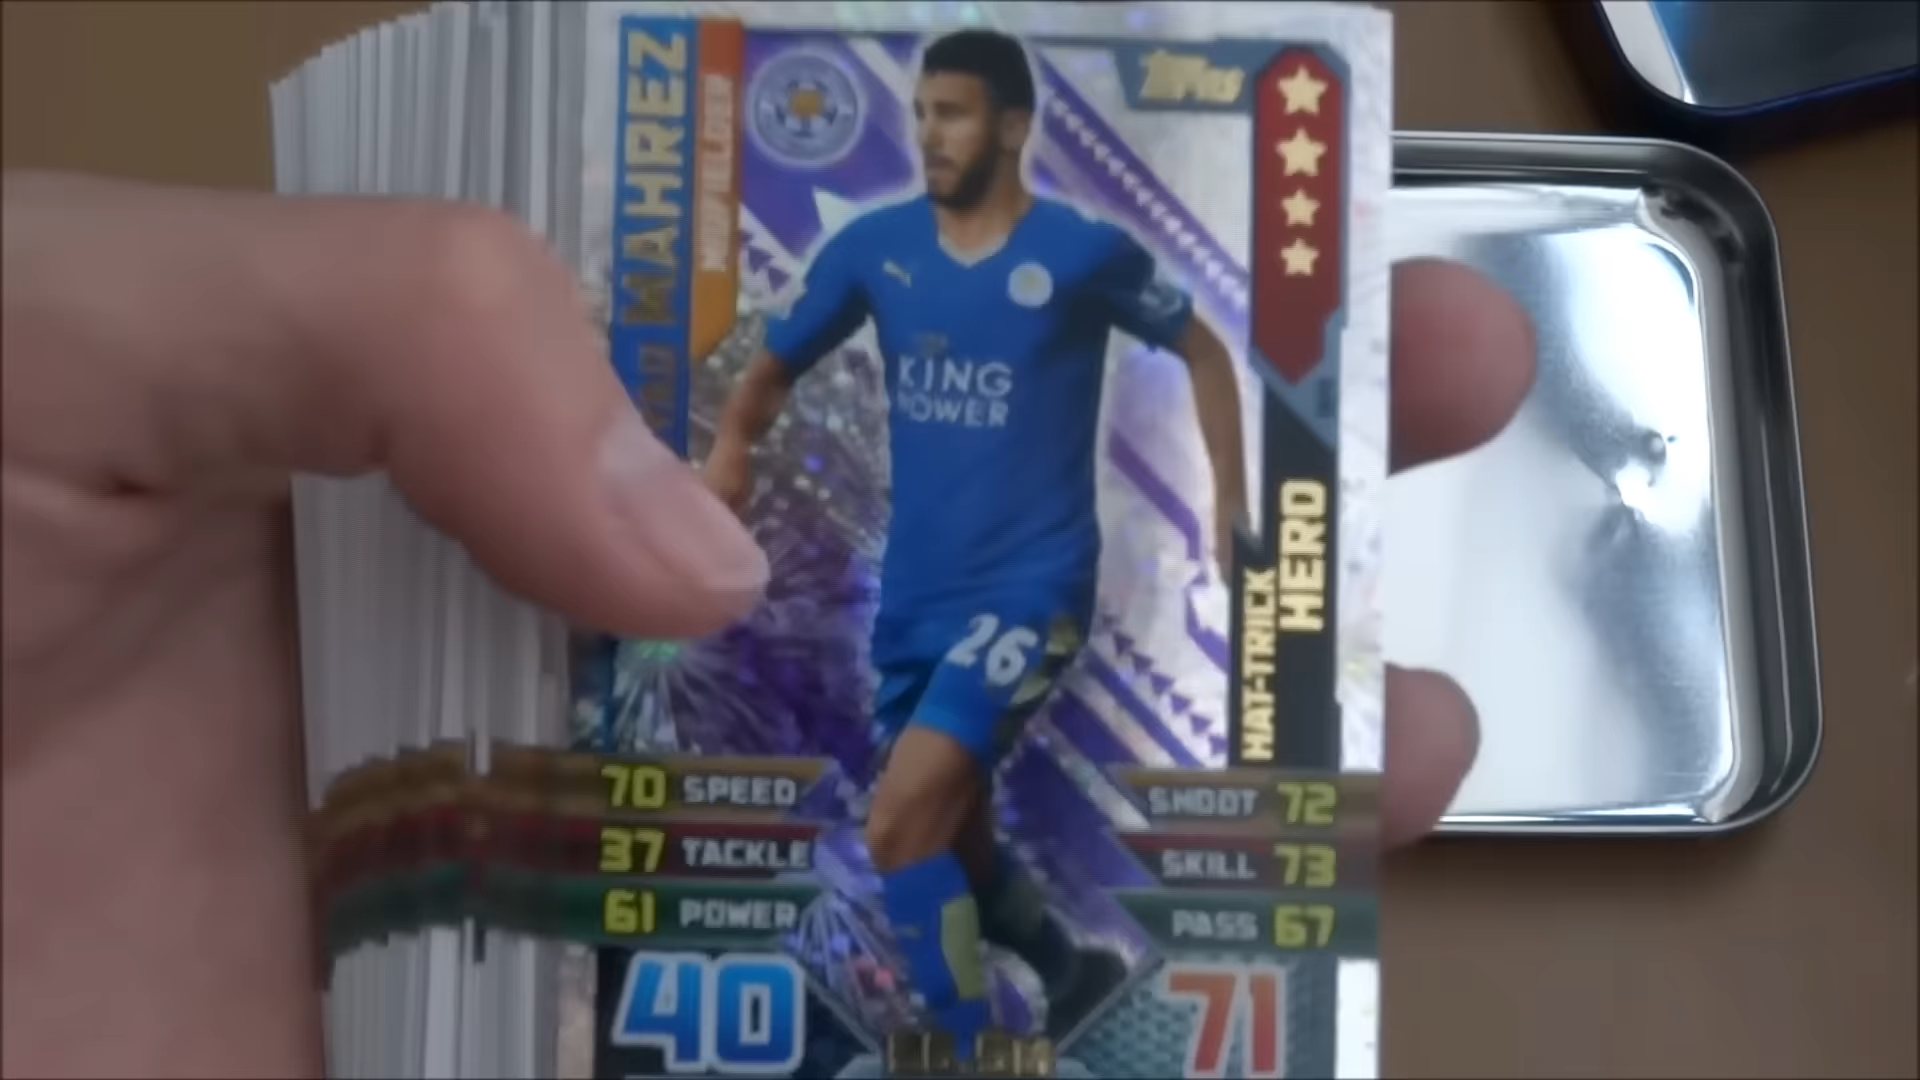 MAHREZ
MIDFIELDER
TOPPS
KING
POWER
26
HAT-TRICK
HERO
70 SPEED
37 TACKLE
61 POWER
SHOOT 72
SKILL 73
PASS 67
40
71